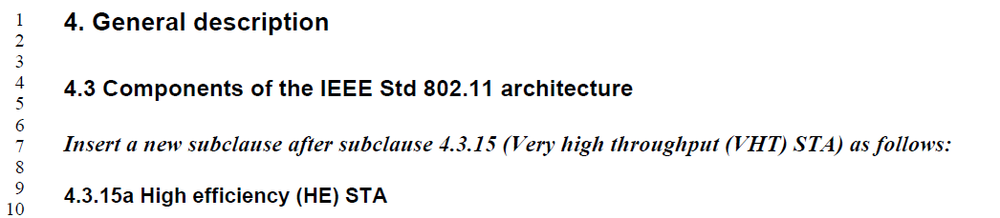 1 4. General description
2
3
4 4.3 Components of the IEEE Std 802.11 architecture
5
6
7 Insert a new subclause after subclause 4.3.15 (Very high throughput (VHT) STA) as follows:
8
9 4.3.15a High efficiency (HE) STA
10